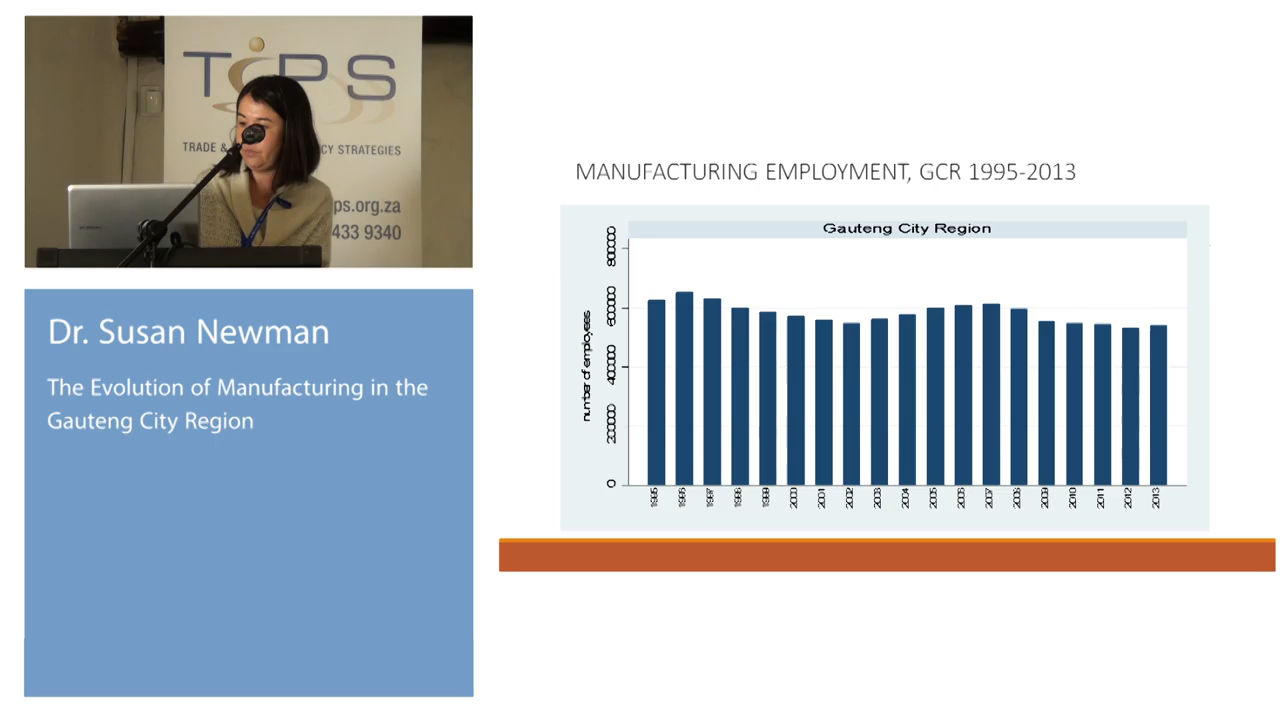 TiPS
TRADE & CY STRATEGIES
ps.org.za
433 9340
Dr. Susan Newman
The Evolution of Manufacturing in the
Gauteng City Region
MANUFACTURING EMPLOYMENT, GCR 1995-2013
Gauteng City Region
number of employees
800000
600000
400000
200000
0
1995
1996
1997
1998
1999
2000
2001
2002
2003
2004
2005
2006
2007
2008
2009
2010
2011
2012
2013